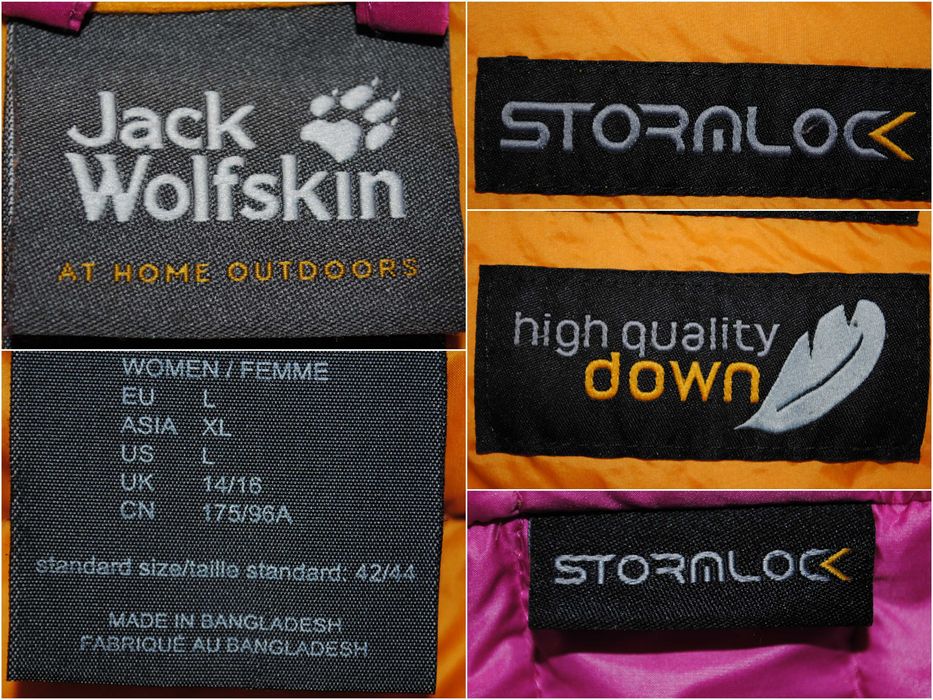 Jack
Wolfskin
AT HOME OUTDOORS
WOMEN / FEMME
EU L
ASIA XL
US L
UK 14/16
CN 175/96A
standard size/taille standard: 42/44
MADE IN BANGLADESH
FABRIQUÉ AU BANGLADESH
STORMLOCK
high quality
down
STORMLOCK